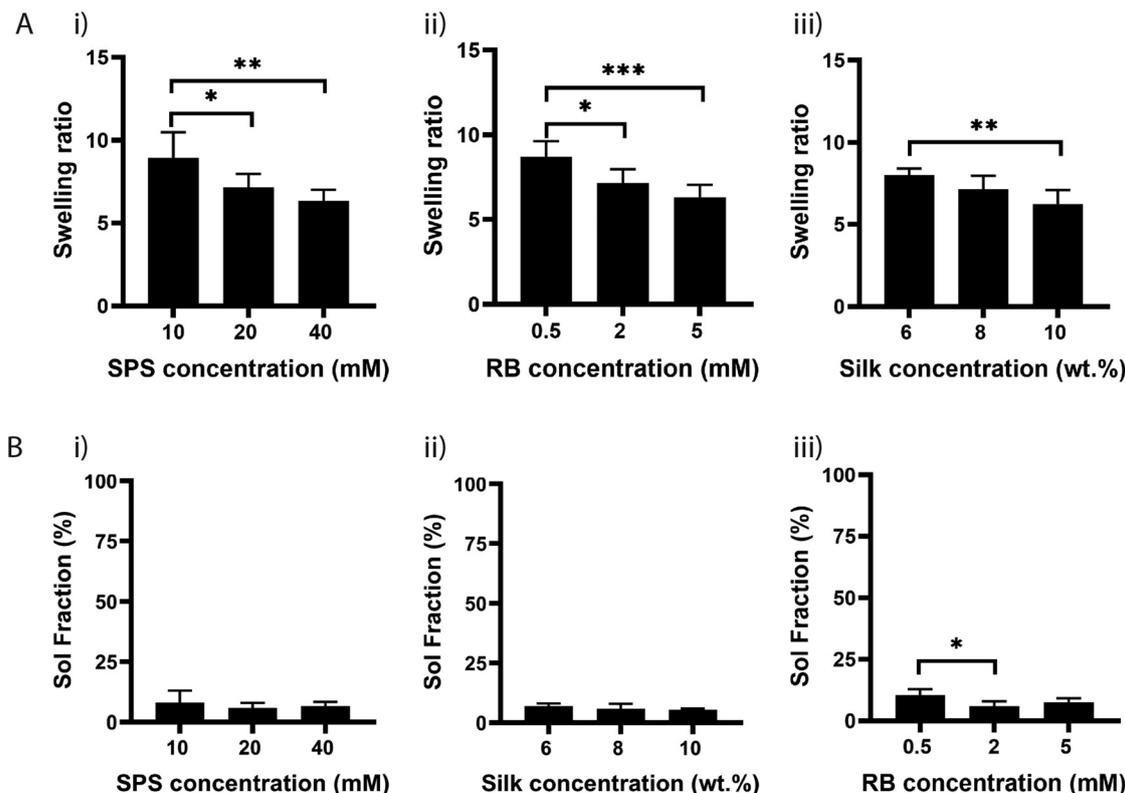 A i) ii) iii)
15
10
5
0
Swelling ratio
**
*
10 20 40
SPS concentration (mM)
15
10
5
0
Swelling ratio
***
*
0.5 2 5
RB concentration (mM)
15
10
5
0
Swelling ratio
**
6 8 10
Silk concentration (wt.%)
B i) ii) iii)
100
75
50
25
0
Sol Fraction (%)
10 20 40
SPS concentration (mM)
100
75
50
25
0
Sol Fraction (%)
6 8 10
Silk concentration (wt.%)
100
75
50
25
0
Sol Fraction (%)
*
0.5 2 5
RB concentration (mM)